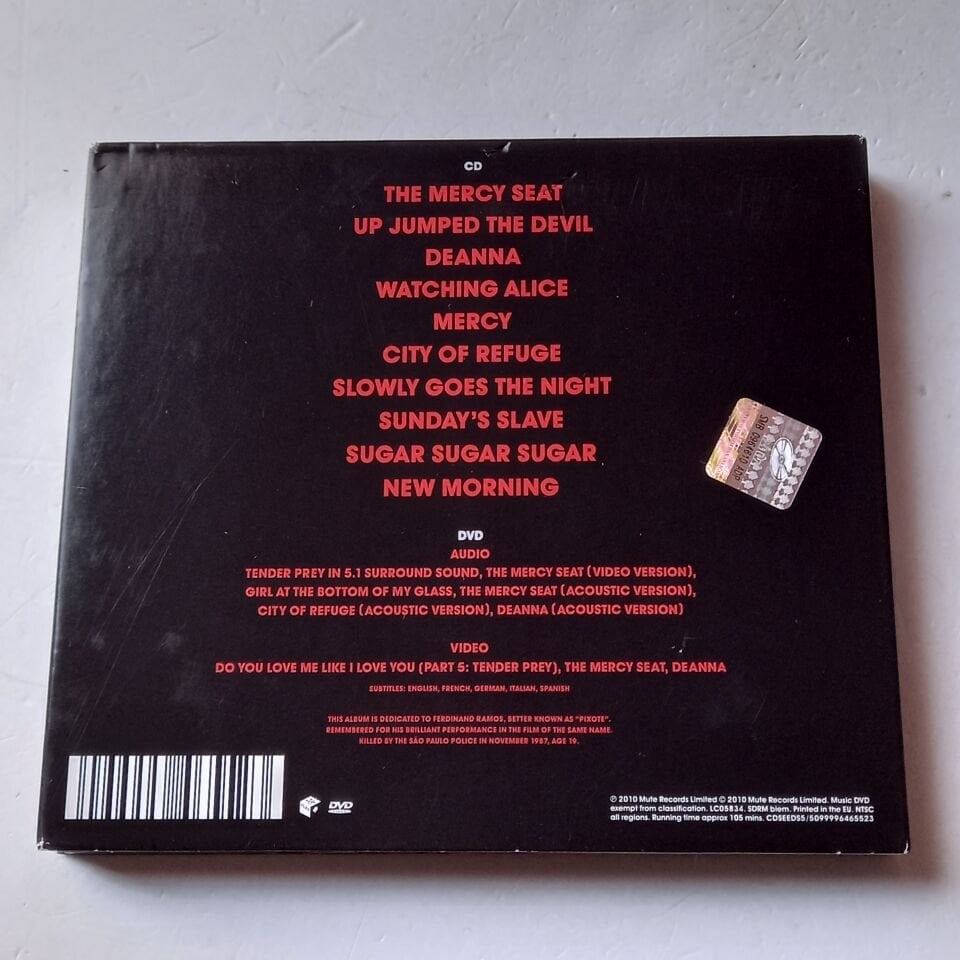 CD
THE MERCY SEAT
UP JUMPED THE DEVIL
DEANNA
WATCHING ALICE
MERCY
CITY OF REFUGE
SLOWLY GOES THE NIGHT
SUNDAY'S SLAVE
SUGAR SUGAR SUGAR
NEW MORNING
DVD
AUDIO
TENDER PREY IN 5.1 SURROUND SOUND, THE MERCY SEAT (VIDEO VERSION),
GIRL AT THE BOTTOM OF MY GLASS, THE MERCY SEAT (ACOUSTIC VERSION),
CITY OF REFUGE (ACOUSTIC VERSION), DEANNA (ACOUSTIC VERSION)
VIDEO
DO YOU LOVE ME LIKE I LOVE YOU (PART 5: TENDER PREY), THE MERCY SEAT, DEANNA
SUBTITLES: ENGLISH, FRENCH, GERMAN, ITALIAN, SPANISH
THIS ALBUM IS DEDICATED TO FERDINAND RAMOS, BETTER KNOWN AS "PIXOTE".
REMEMBERED FOR HIS BRILLIANT PERFORMANCE IN THE FILM OF THE SAME NAME.
KILLED BY THE SÃO PAULO POLICE IN NOVEMBER 1987, AGE 19.
DVD
℗ 2010 Mute Records Limited © 2010 Mute Records Limited. Music DVD
exempt from classification. LC05834. SDRM biem. Printed in the EU. NTSC
all regions. Running time approx 105 mins. CDSEEDS5/5099996465523